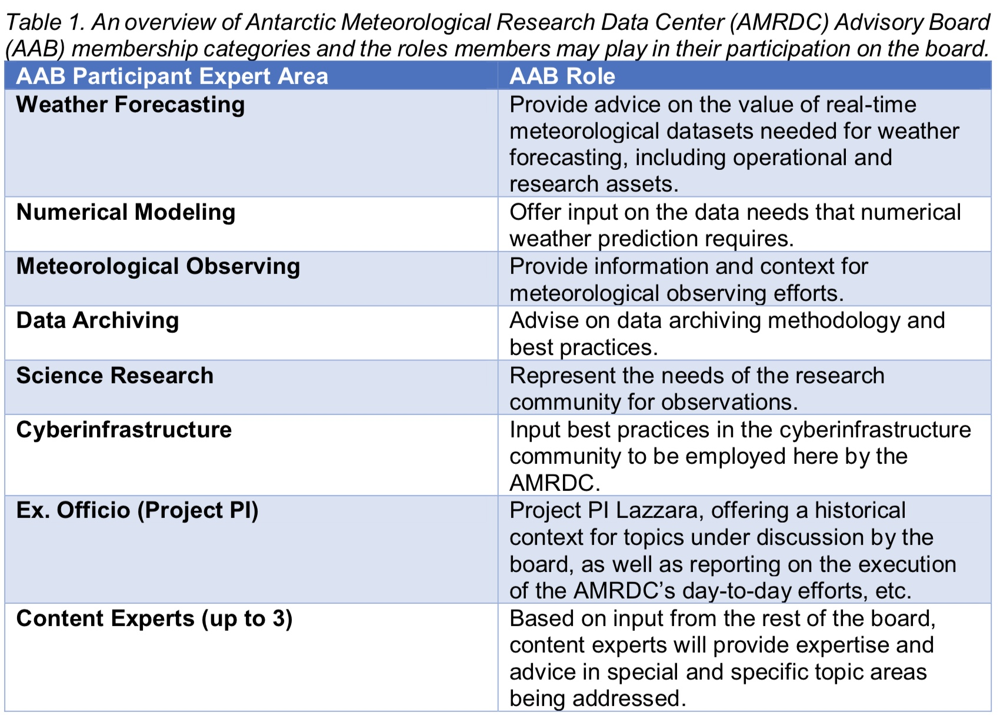 Table 1. An overview of Antarctic Meteorological Research Data Center (AMRDC) Advisory Board
(AAB) membership categories and the roles members may play in their participation on the board.
AAB Participant Expert Area
AAB Role
Weather Forecasting
Provide advice on the value of real-time
meteorological datasets needed for weather
forecasting, including operational and
research assets.
Numerical Modeling
Offer input on the data needs that numerical
weather prediction requires.
Meteorological Observing
Provide information and context for
meteorological observing efforts.
Data Archiving
Advise on data archiving methodology and
best practices.
Science Research
Represent the needs of the research
community for observations.
Cyberinfrastructure
Input best practices in the cyberinfrastructure
community to be employed here by the
AMRDC.
Ex. Officio (Project PI)
Project PI Lazzara, offering a historical
context for topics under discussion by the
board, as well as reporting on the execution
of the AMRDC’s day-to-day efforts, etc.
Content Experts (up to 3)
Based on input from the rest of the board,
content experts will provide expertise and
advice in special and specific topic areas
being addressed.